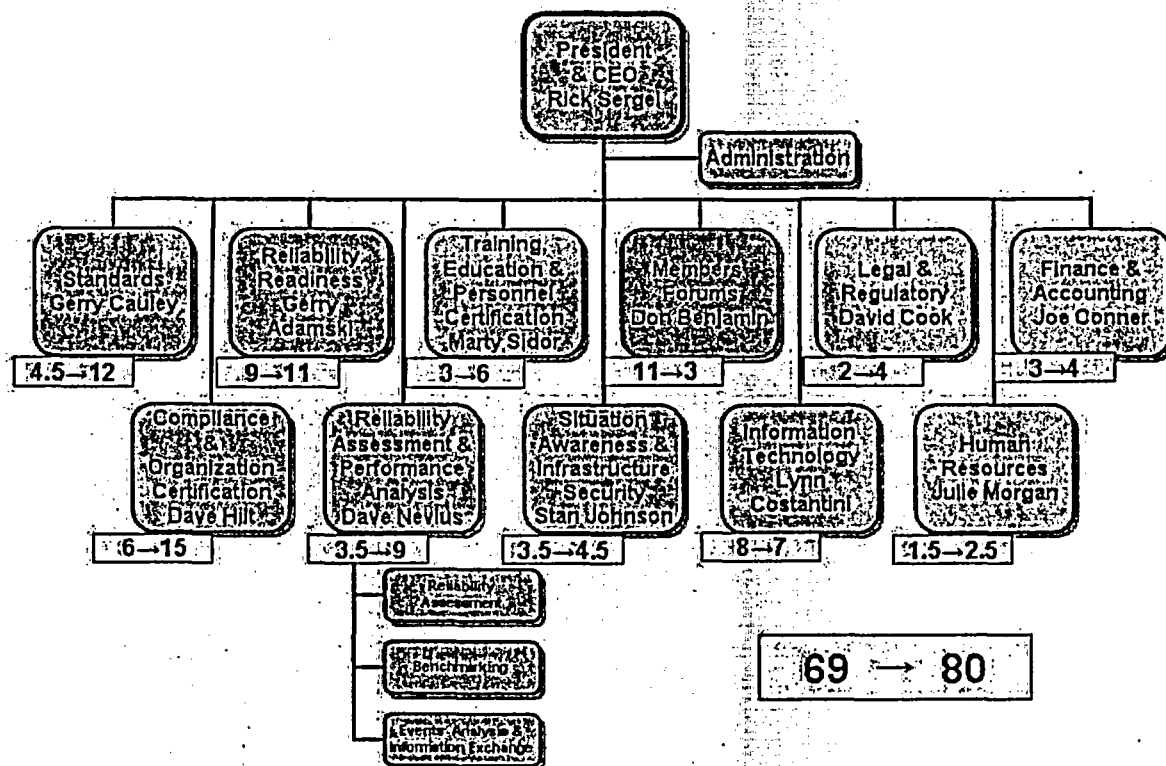 President
& CEO
Rick Sergel
Administration
Standards
Gerry Cauley
4.5→12
Reliability
Readiness
Gerry
Adamski
9→11
Training
Education &
Personnel
Certification
Marty Sidor
3→6
Members
Forums
Don Benjamin
11→3
Legal &
Regulatory
David Cook
2→4
Finance &
Accounting
Joe Conner
3→4
Compliance
&
Organization
Certification
Dave Hilt
6→15
Reliability
Assessment &
Performance
Analysis
Dave Nevius
3.5→9
Situation
Awareness &
Infrastructure
Security
Stan Johnson
3.5→4.5
Information
Technology
Lynn
Costantini
8→7
Human
Resources
Julie Morgan
1.5→2.5
Reliability
Assessment
Benchmarking
Events Analysis &
Information Exchange
69 → 80